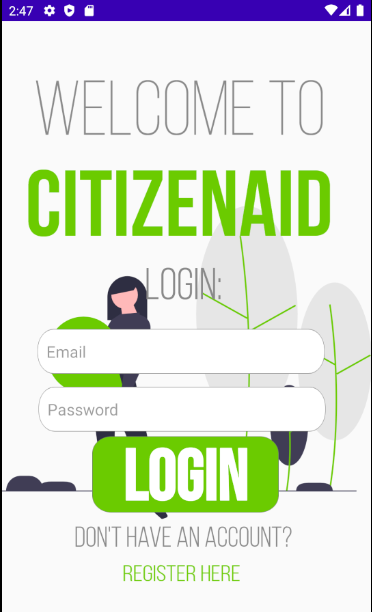 2:47
WELCOME TO
CITIZENAID
LOGIN:
Email
Password
LOGIN
DON'T HAVE AN ACCOUNT?
REGISTER HERE